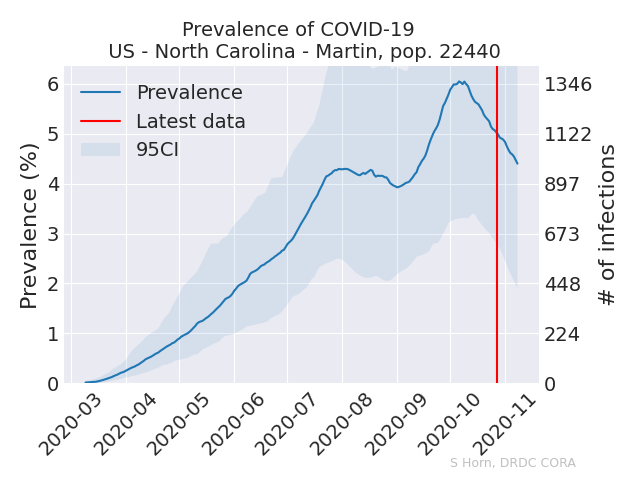 Prevalence of COVID-19
US - North Carolina - Martin, pop. 22440
Prevalence
Latest data
95CI
Prevalence (%)
6
5
4
3
2
1
0
1346
1122
897
673
448
224
0
# of infections
2020-03
2020-04
2020-05
2020-06
2020-07
2020-08
2020-09
2020-10
2020-11
S Horn, DRDC CORA